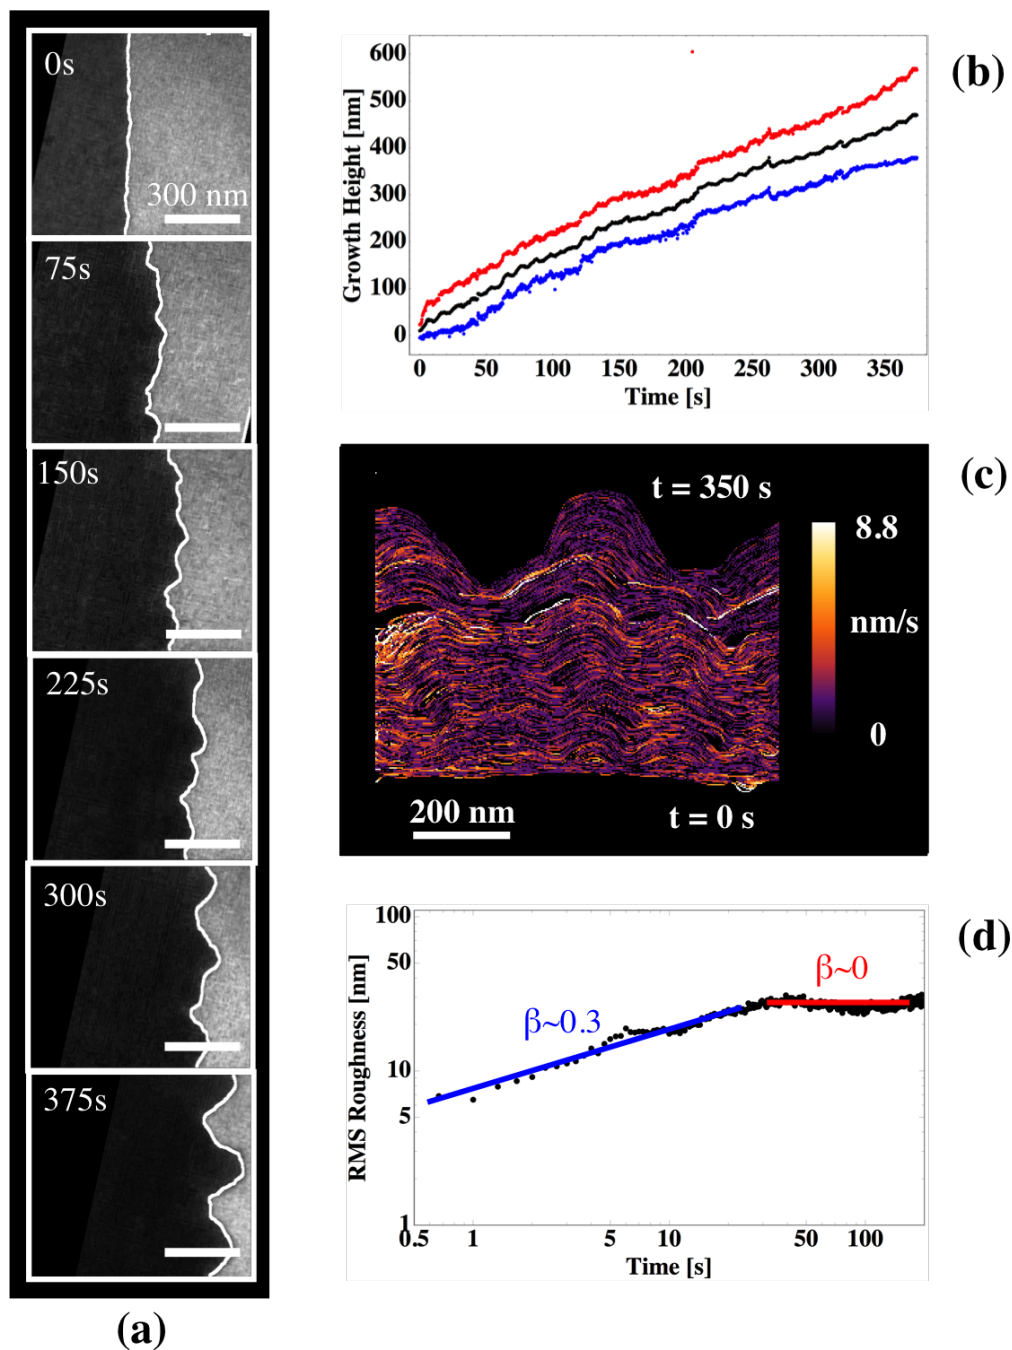 0s
300 nm
75s
150s
225s
300s
375s
(a)
600
500
400
300
200
100
0
Growth Height [nm]
0 50 100 150 200 250 300 350
Time [s]
(b)
t = 350 s
8.8
nm/s
0
200 nm
t = 0 s
(c)
100
50
10
5
1
RMS Roughness [nm]
β~0.3
β~0
0.5 1 5 10 50 100
Time [s]
(d)